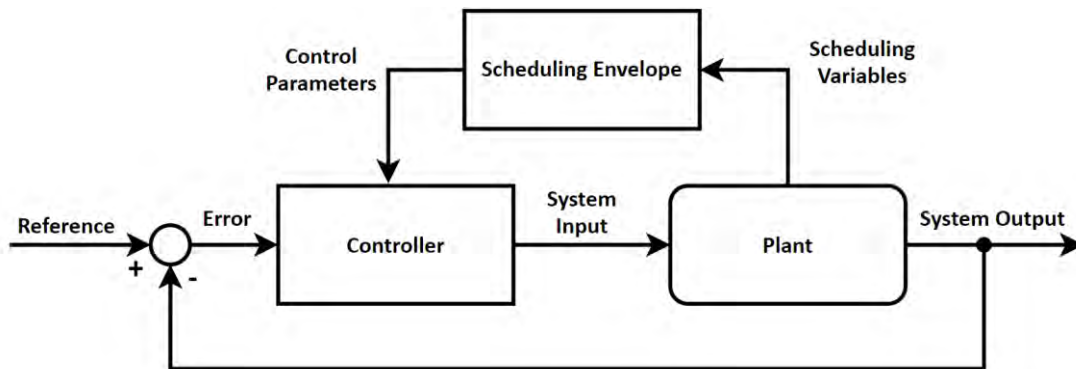 Control
Parameters
Scheduling Envelope
Scheduling
Variables
Reference
+
-
Error
Controller
System
Input
Plant
System Output